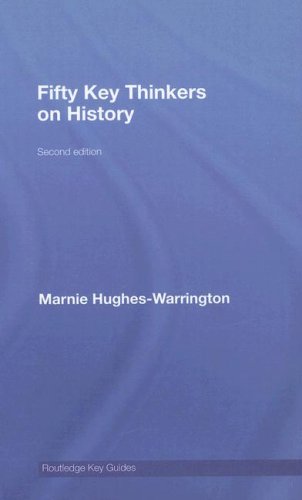 Fifty Key Thinkers
on History
Second edition
Marnie Hughes-Warrington
Routledge Key Guides